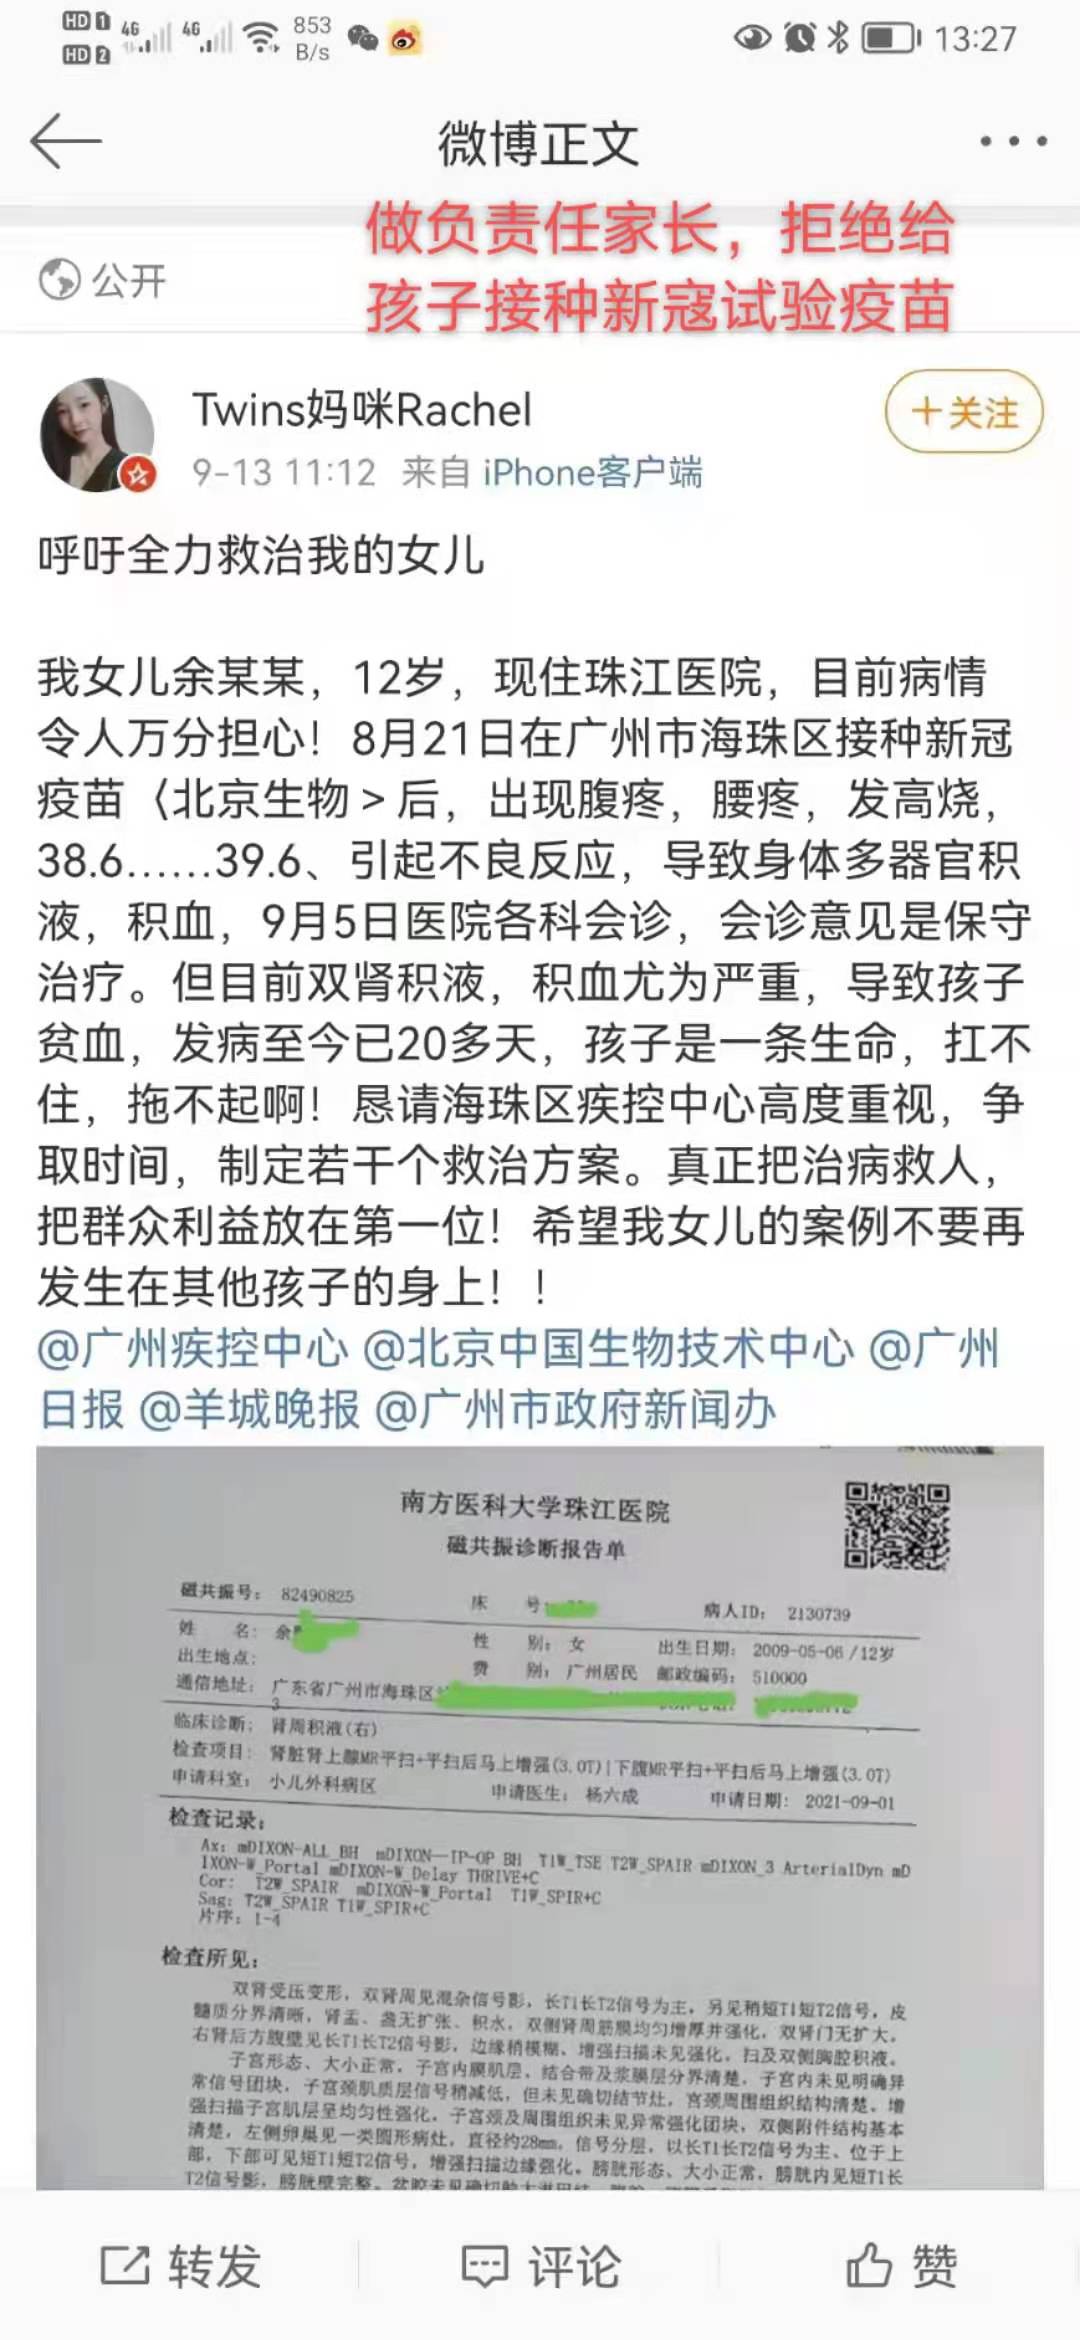 HD 1 4G 4G 853 B/s 13:27
HD 2
微博正文
做负责任家长，拒绝给
孩子接种新寇试验疫苗
公开
Twins妈咪Rachel
+关注
9-13 11:12 来自 iPhone客户端
呼吁全力救治我的女儿
我女儿余某某，12岁，现住珠江医院，目前病情
令人万分担心！8月21日在广州市海珠区接种新冠
疫苗〈北京生物＞后，出现腹疼，腰疼，发高烧，
38.6……39.6、引起不良反应，导致身体多器官积
液，积血，9月5日医院各科会诊，会诊意见是保守
治疗。但目前双肾积液，积血尤为严重，导致孩子
贫血，发病至今已20多天，孩子是一条生命，扛不
住，拖不起啊！恳请海珠区疾控中心高度重视，争
取时间，制定若干个救治方案。真正把治病救人，
把群众利益放在第一位！希望我女儿的案例不要再
发生在其他孩子的身上！！
@广州疾控中心 @北京中国生物技术中心 @广州
日报 @羊城晚报 @广州市政府新闻办
南方医科大学珠江医院
磁共振诊断报告单
磁共振号： 82490825 床 号： 病人ID： 2130739
姓 名： 余 性 别： 女 出生日期： 2009-05-06 /12岁
出生地点： 费 别： 广州居民 邮政编码： 510000
通信地址： 广东省广州市海珠区
3
临床诊断： 肾周积液(右)
检查项目： 肾脏肾上腺MR平扫+平扫后马上增强(3.0T)|下腹MR平扫+平扫后马上增强(3.0T)
申请科室： 小儿外科病区 申请医生： 杨六成 申请日期： 2021-09-01
检查记录：
Ax: mDIXON-ALL_BH mDIXON—IP-OP BH T1W_TSE T2W_SPAIR mDIXON_3 ArterialDyn mD
IXON-W_Portal mDIXON-W_Delay THRIVE+C
Cor: T2W_SPAIR mDIXON-W_Portal T1W_SPIR+C
Sag: T2W_SPAIR T1W_SPIR+C
片序：1-4
检查所见：
双肾受压变形，双肾周见混杂信号影，长T1长T2信号为主，另见稍短T1短T2信号，皮
髓质分界清晰，肾盂、盏无扩张、积水，双侧肾周筋膜均匀增厚并强化，双肾门无扩大。
右肾后方腹壁见长T1长T2信号影，边缘稍模糊，增强扫描未见强化。扫及双侧胸腔积液。
子宫形态、大小正常，子宫内膜肌层，结合带及浆膜层分界清楚，子宫内未见明确异
常信号团块，子宫颈肌质层信号稍减低，但未见确切结节灶，宫颈周围组织结构清楚。增
强扫描子宫肌层呈均匀性强化，子宫颈及周围组织未见异常强化团块，双侧附件结构基本
清楚，左侧卵巢见一类圆形病灶，直径约28mm，信号分层，以长T1长T2信号为主、位于上
部，下部可见短T1短T2信号，增强扫描边缘强化。膀胱形态、大小正常，膀胱内见短T1长
T2信号影，膀胱壁完整。盆腔未见确切肿大淋巴结
转发
评论
赞